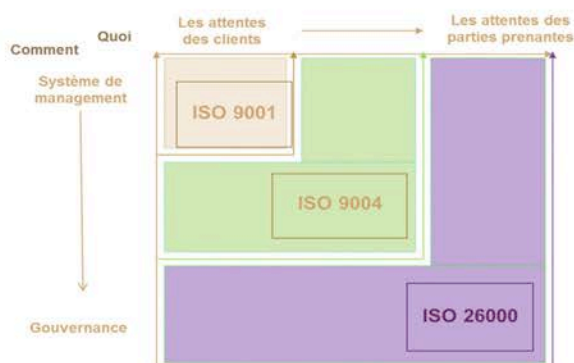 Quoi
Comment
Les attentes
des clients
Les attentes des
parties prenantes
Système de
management
ISO 9001
ISO 9004
Gouvernance
ISO 26000